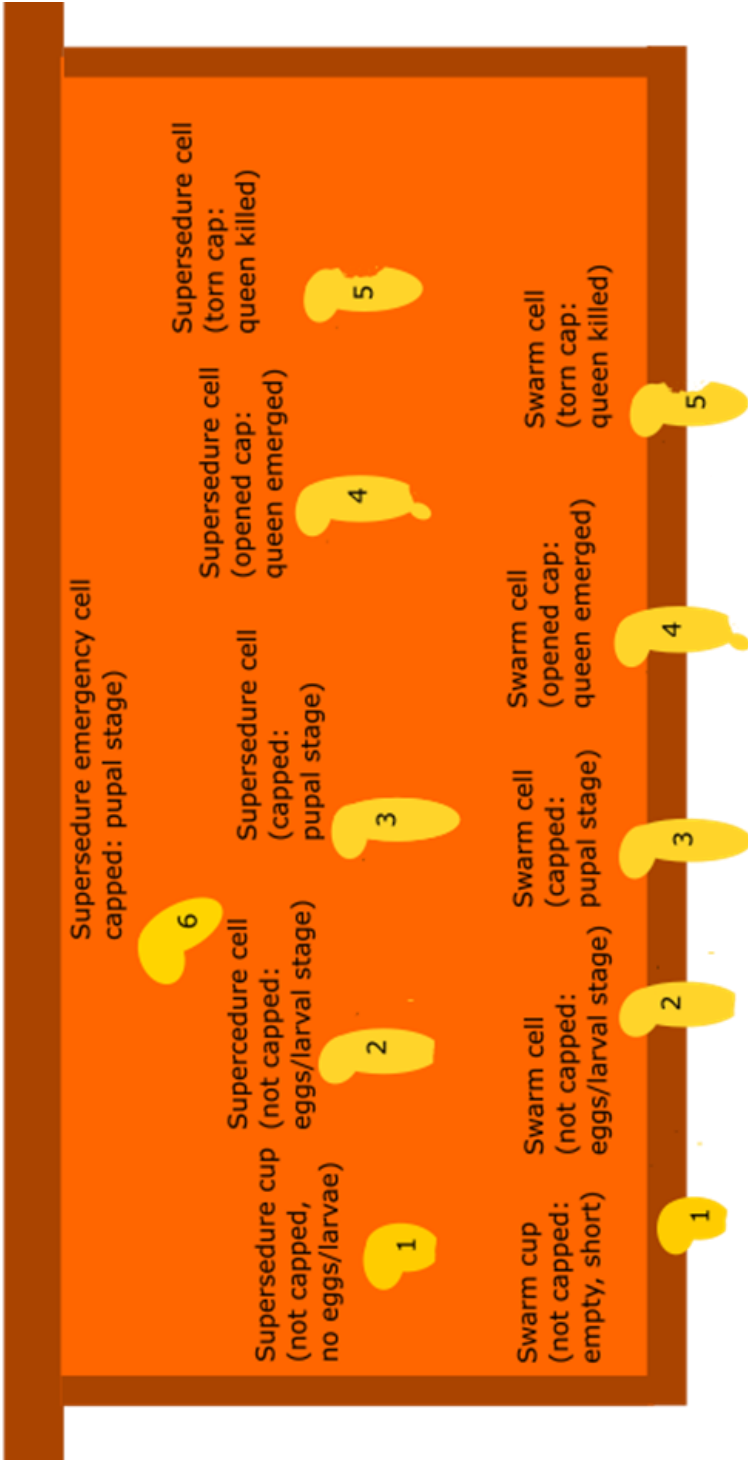 Supersedure emergency cell
capped: pupal stage)
6
Supersedure cup
(not capped,
no eggs/larvae)
1
Supercedure cell
(not capped:
eggs/larval stage)
2
Supersedure cell
(capped:
pupal stage)
3
Supersedure cell
(opened cap:
queen emerged)
4
Supersedure cell
(torn cap:
queen killed)
5
Swarm cup
(not capped:
empty, short)
1
Swarm cell
(not capped:
eggs/larval stage)
2
Swarm cell
(capped:
pupal stage)
3
Swarm cell
(opened cap:
queen emerged)
4
Swarm cell
(torn cap:
queen killed)
5